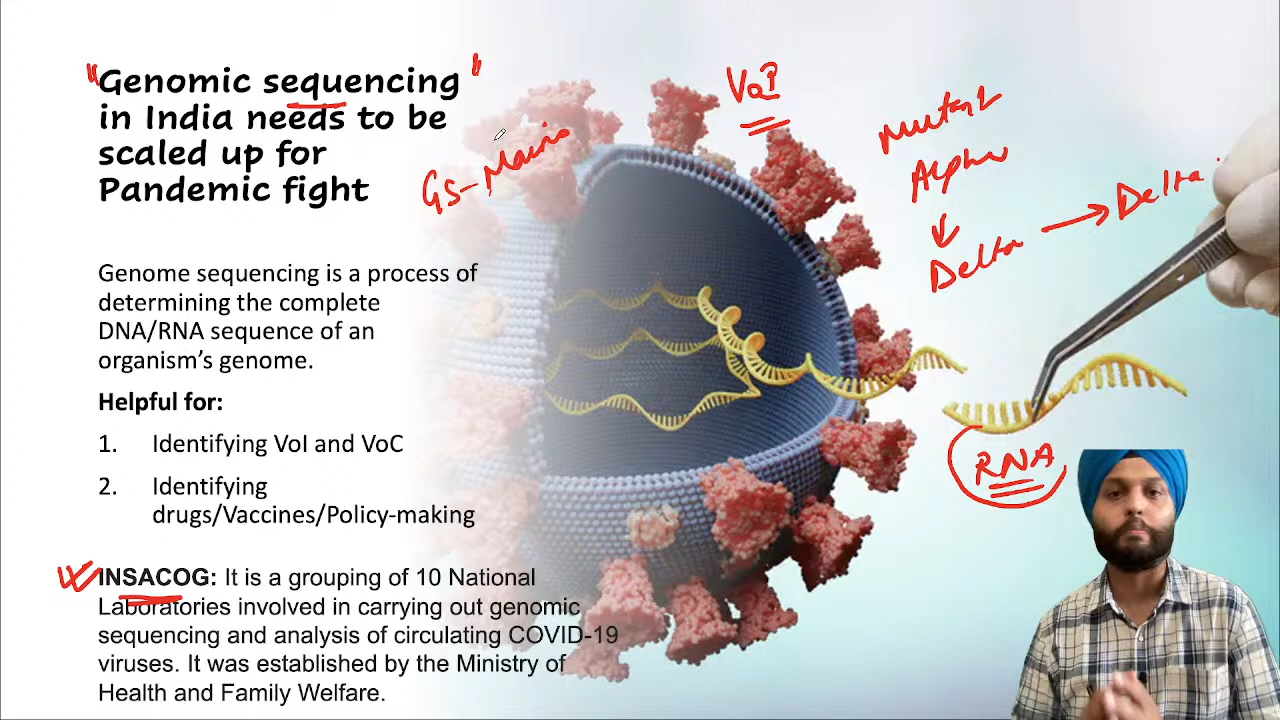 "Genomic sequencing"
in India needs to be
scaled up for
Pandemic fight
GS-Mains
VoI
Mutant
Alpha
Delta → Delta
Genome sequencing is a process of
determining the complete
DNA/RNA sequence of an
organism's genome.
Helpful for:
1. Identifying VoI and VoC
2. Identifying
drugs/Vaccines/Policy-making
RNA
INSACOG: It is a grouping of 10 National
Laboratories involved in carrying out genomic
sequencing and analysis of circulating COVID-19
viruses. It was established by the Ministry of
Health and Family Welfare.